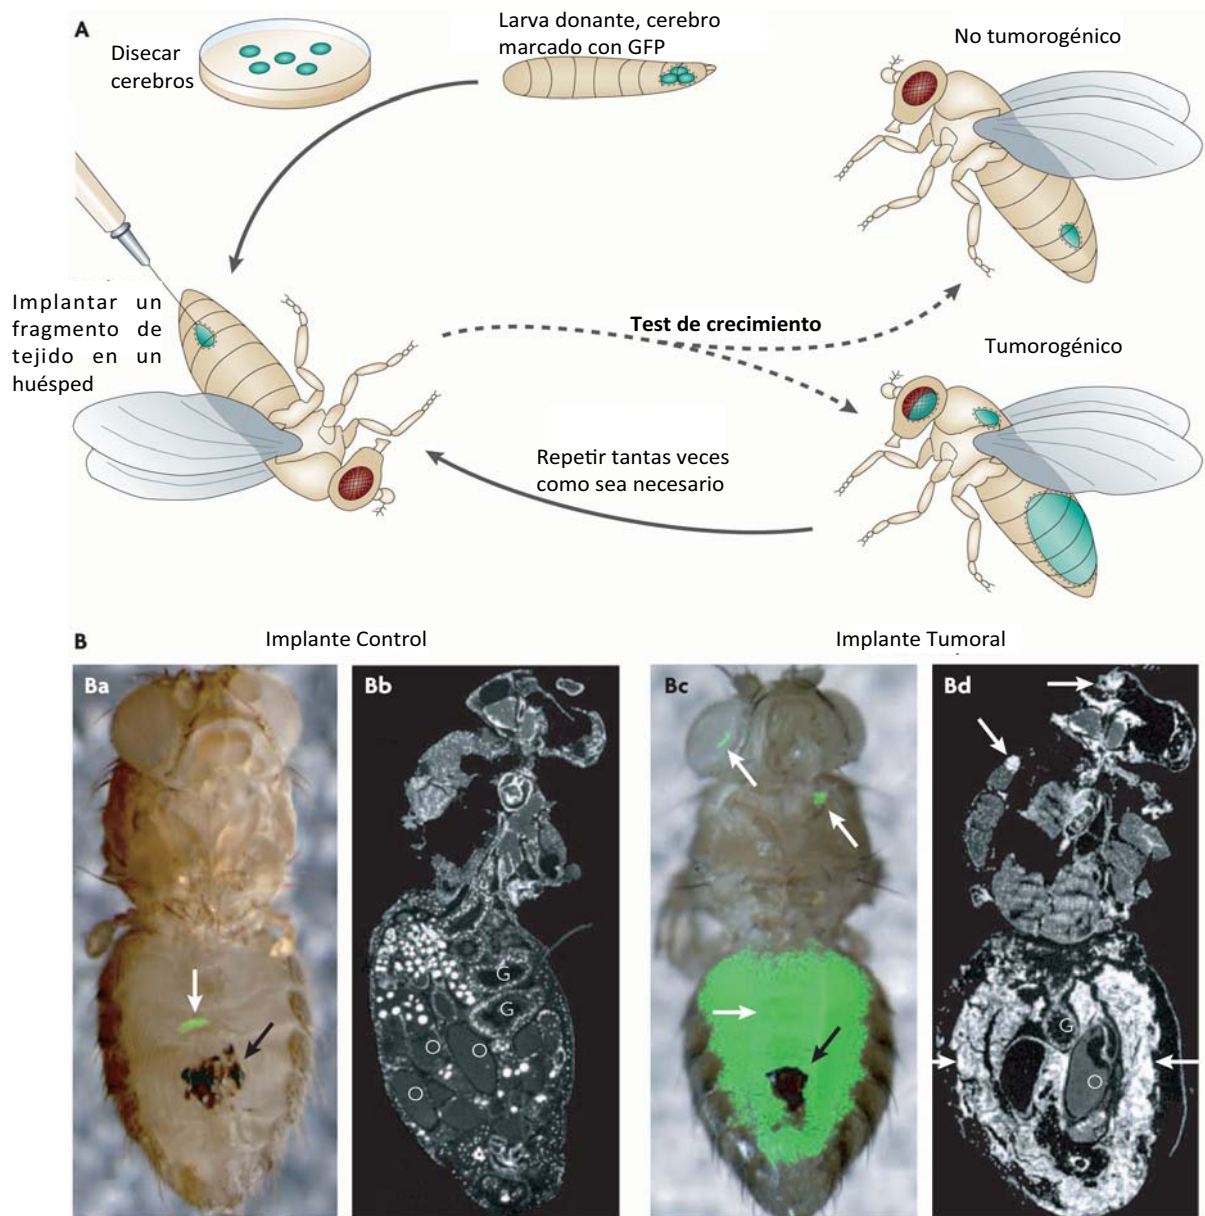 A
Disecar
cerebros
Larva donante, cerebro
marcado con GFP
No tumorogénico
Implantar un
fragmento de
tejido en un
huésped
Test de crecimiento
Tumorogénico
Repetir tantas veces
como sea necesario
B
Implante Control
Implante Tumoral
Ba
Bb
Bc
Bd
G
G
O
O
O
G
O